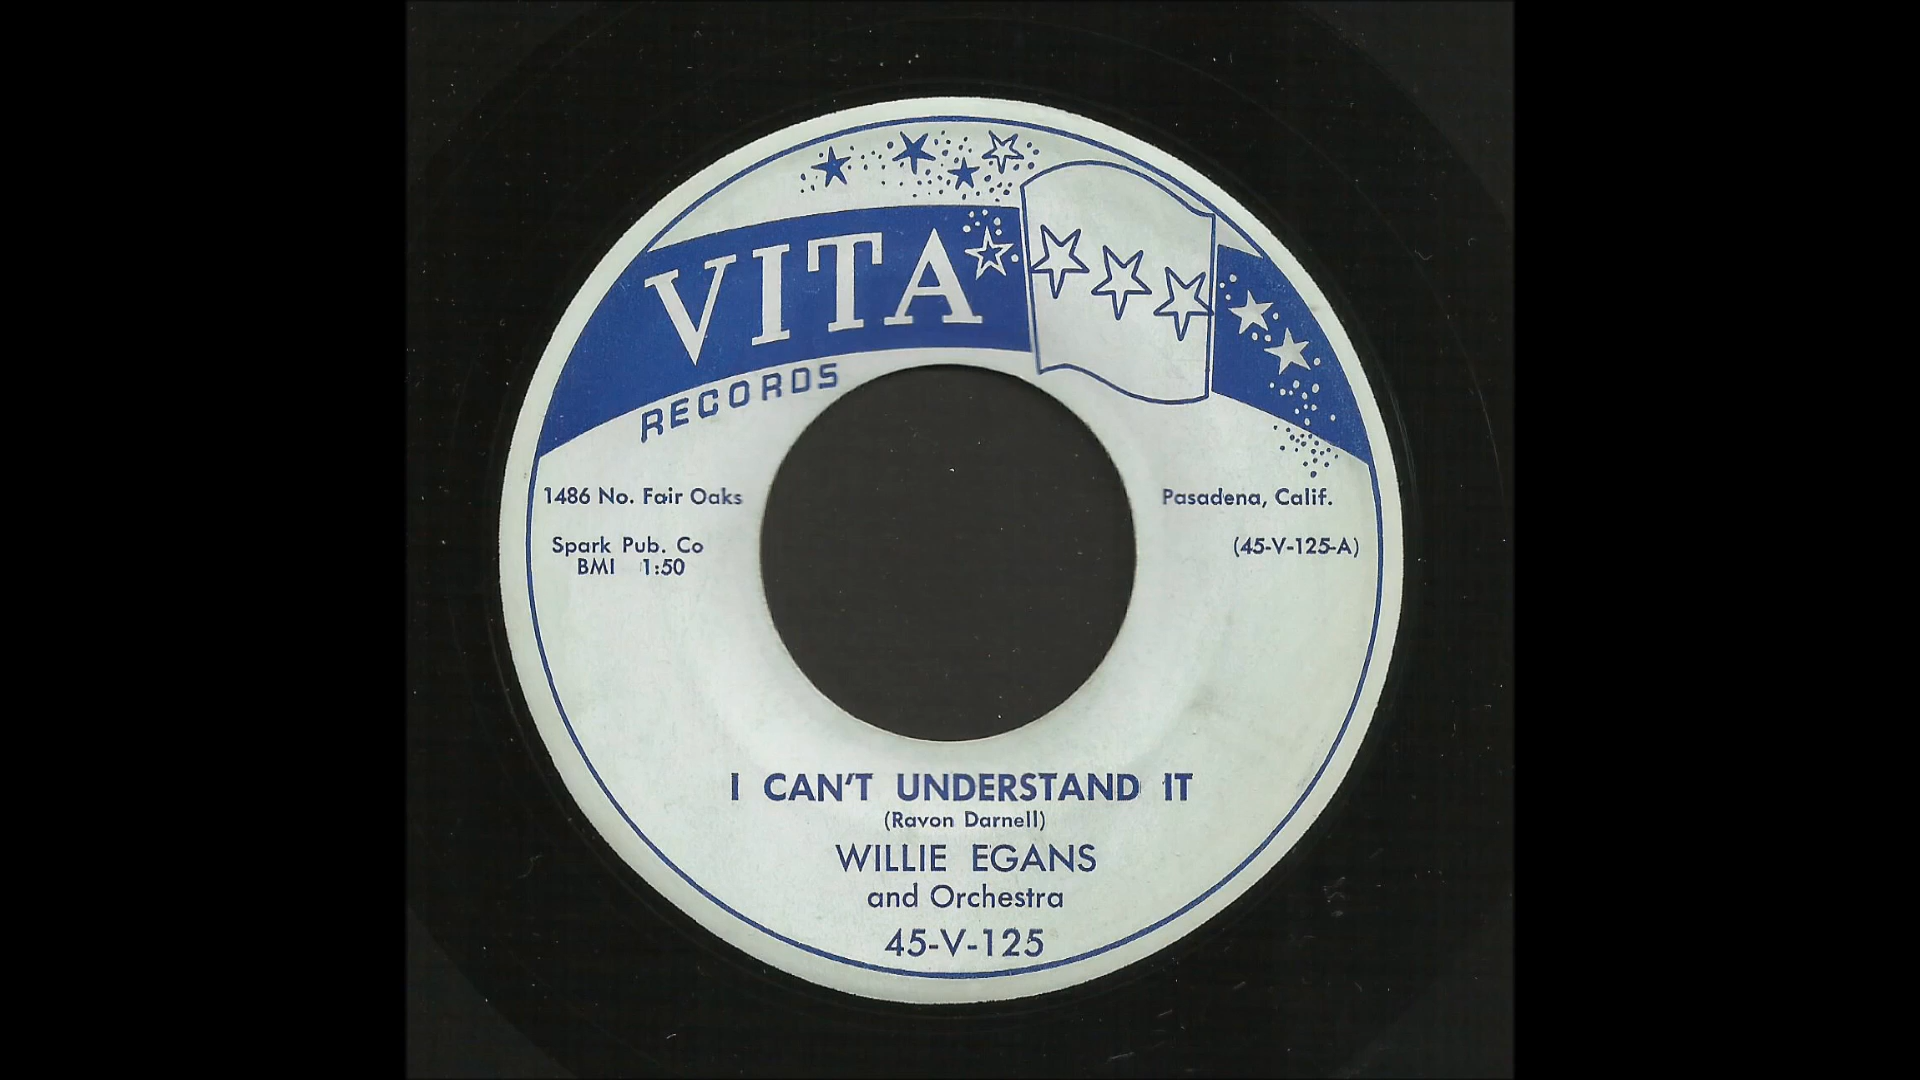 VITA
RECORDS
1486 No. Fair Oaks
Pasadena, Calif.
Spark Pub. Co
BMI 1:50
(45-V-125-A)
I CAN'T UNDERSTAND IT
(Ravon Darnell)
WILLIE EGANS
and Orchestra
45-V-125